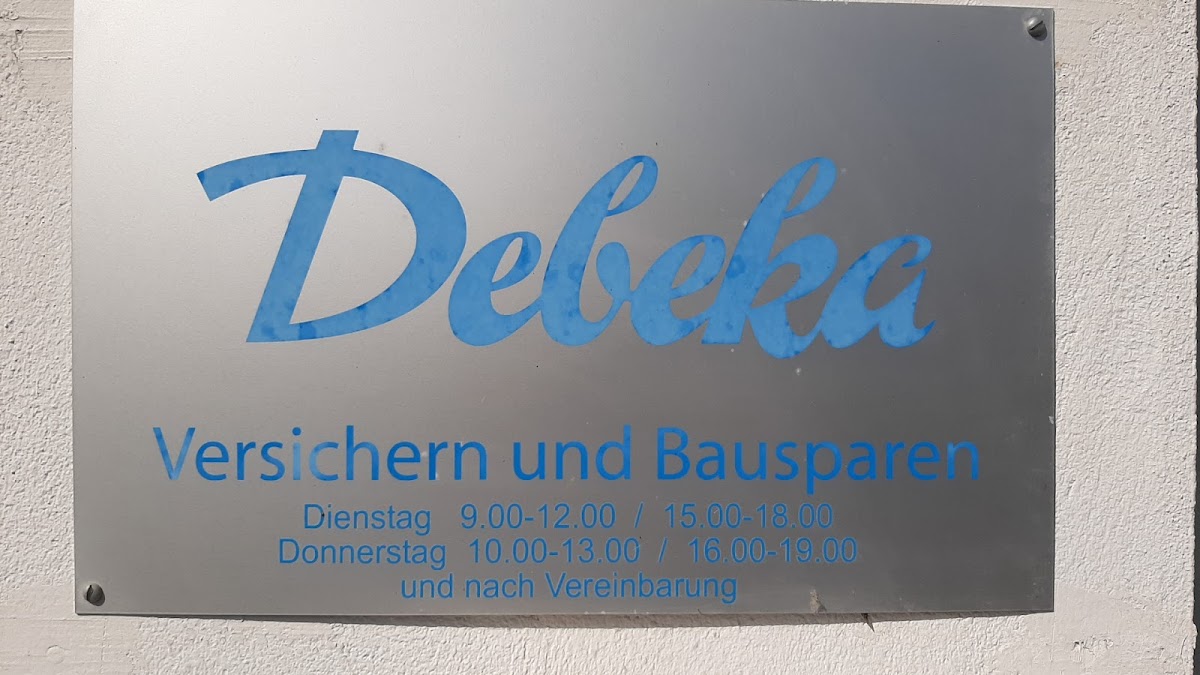 Debeka
Versichern und Bausparen
Dienstag 9.00-12.00 / 15.00-18.00
Donnerstag 10.00-13.00 / 16.00-19.00
und nach Vereinbarung